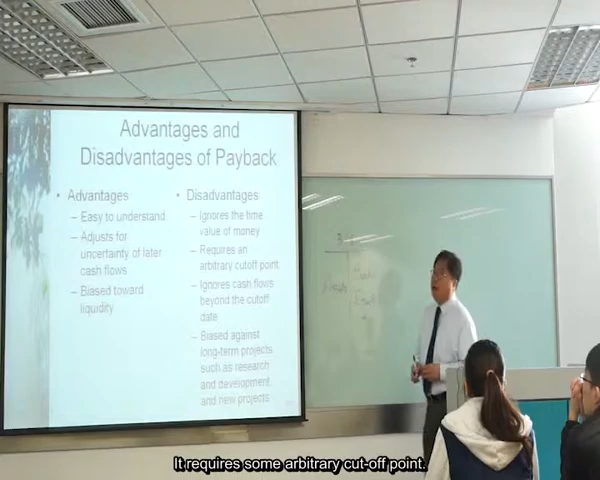 Advantages and
Disadvantages of Payback
• Advantages
– Easy to understand
– Adjusts for
uncertainty of later
cash flows
– Biased toward
liquidity
• Disadvantages
– Ignores the time
value of money
– Requires an
arbitrary cutoff point
– Ignores cash flows
beyond the cutoff
date
– Biased against
long-term projects
such as research
and development,
and new projects
It requires some arbitrary cut-off point.